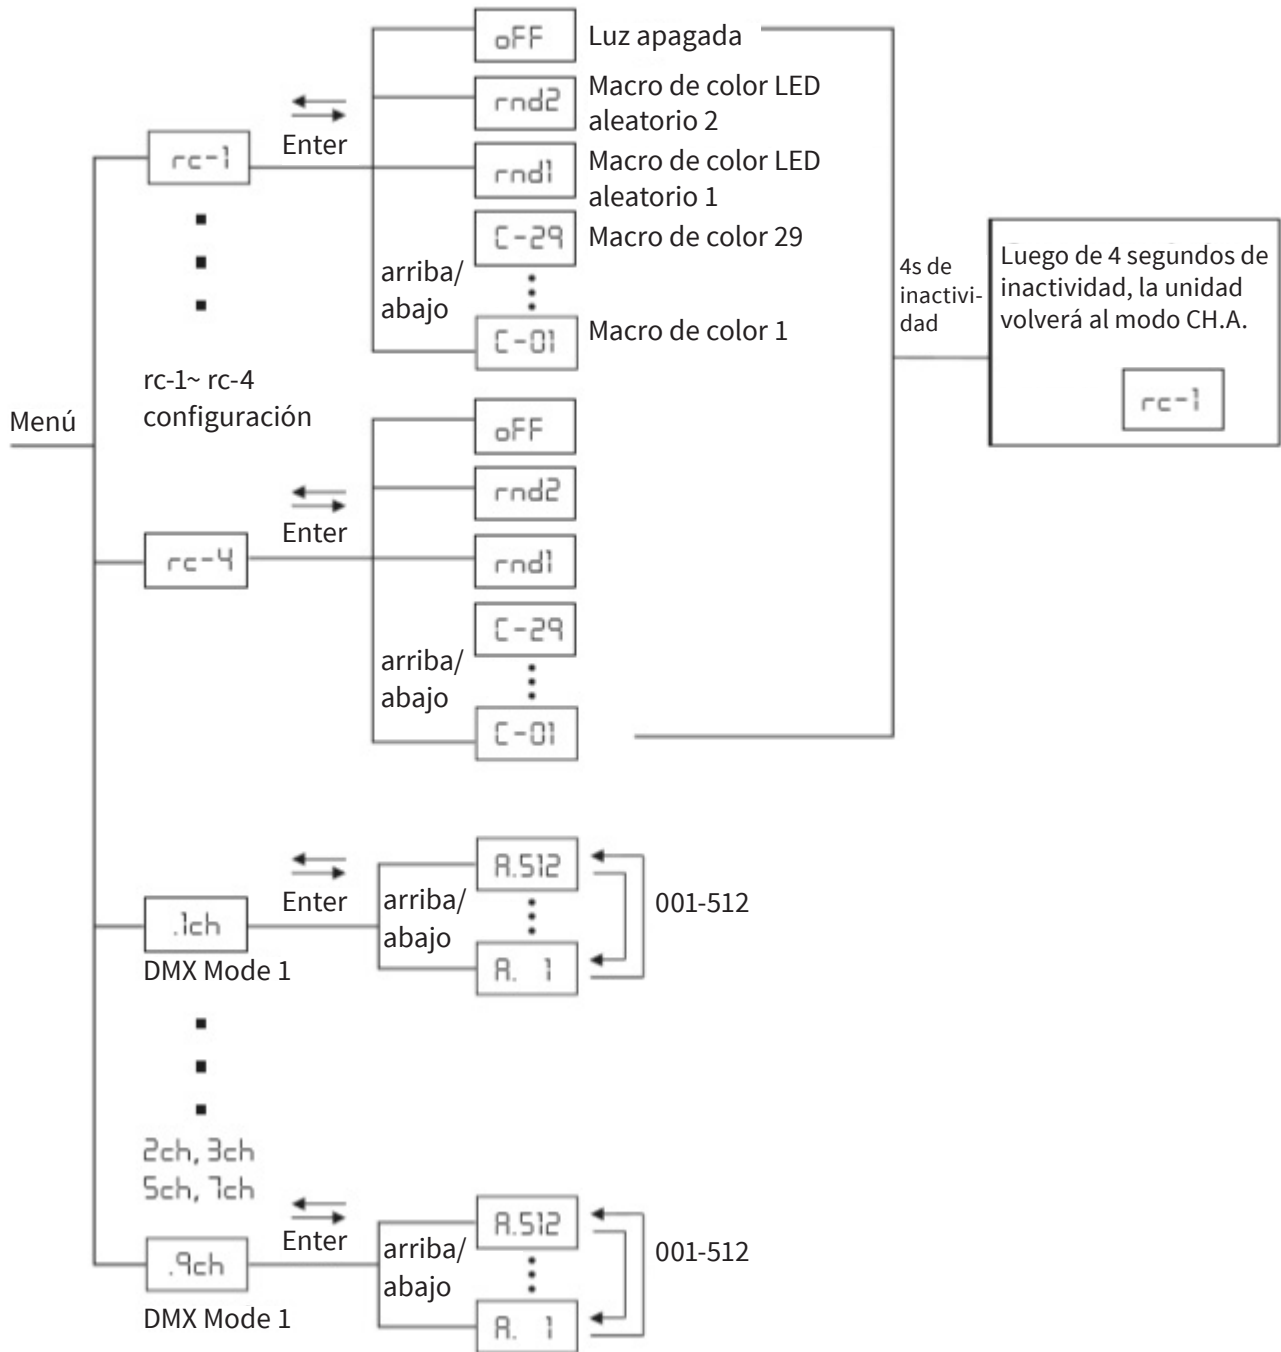 oFF
Luz apagada
rnd2
Macro de color LED
aleatorio 2
Enter
rc-1
rnd1
Macro de color LED
aleatorio 1
C-29
Macro de color 29
arriba/
abajo
C-01
Macro de color 1
4s de
inactivi-
dad
Luego de 4 segundos de
inactividad, la unidad
volverá al modo CH.A.
rc-1
rc-1~ rc-4
configuración
Menú
oFF
rnd2
Enter
rc-4
rnd1
C-29
arriba/
abajo
C-01
Enter
.1ch
DMX Mode 1
arriba/
abajo
A.512
A. 1
001-512
2ch, 3ch
5ch, 7ch
Enter
.9ch
DMX Mode 1
arriba/
abajo
A.512
A. 1
001-512